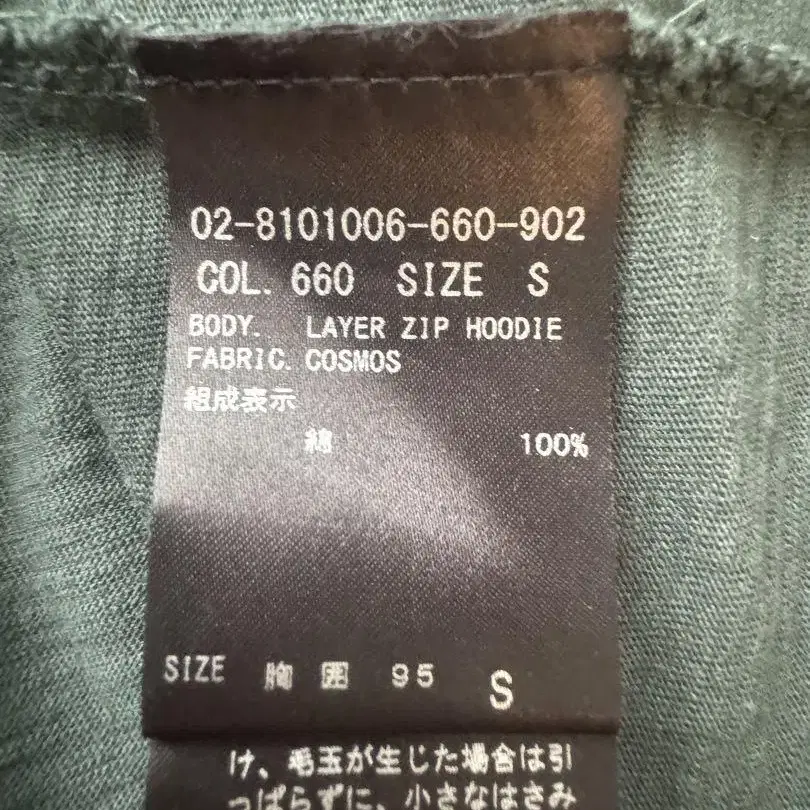 02-8101006-660-902
COL. 660 SIZE S
BODY. LAYER ZIP HOODIE
FABRIC. COSMOS
組成表示
綿 100%
SIZE 胸囲 95 S
け、毛玉が生じた場合は引
っぱらずに、小さなはさみ